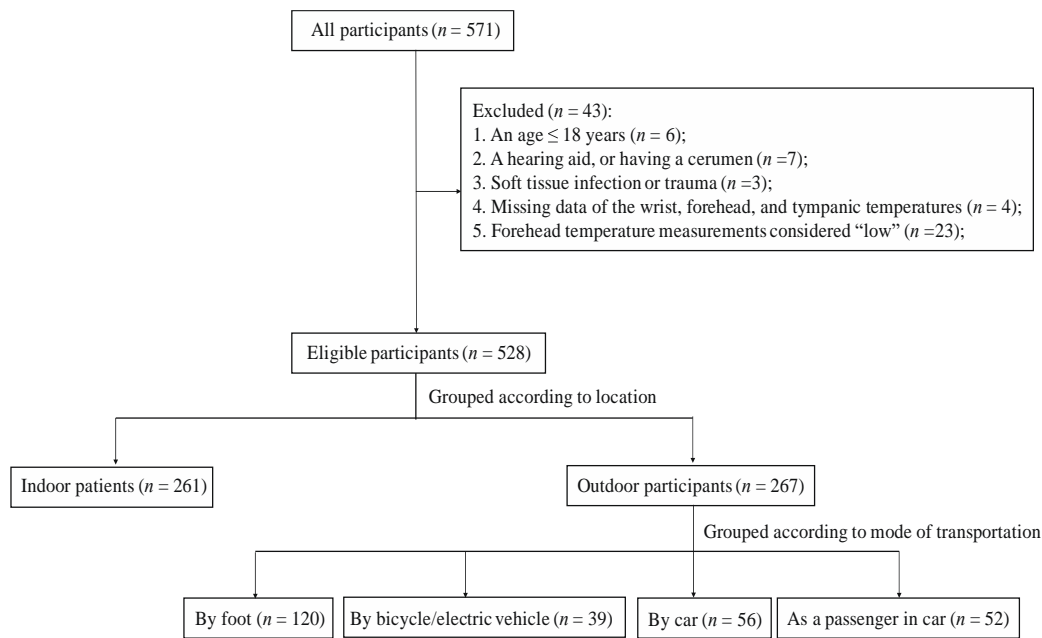 All participants (n = 571)
Excluded (n = 43):
1. An age ≤ 18 years (n = 6);
2. A hearing aid, or having a cerumen (n =7);
3. Soft tissue infection or trauma (n =3);
4. Missing data of the wrist, forehead, and tympanic temperatures (n = 4);
5. Forehead temperature measurements considered “low” (n =23);
Eligible participants (n = 528)
Grouped according to location
Indoor patients (n = 261)
Outdoor participants (n = 267)
Grouped according to mode of transportation
By foot (n = 120)
By bicycle/electric vehicle (n = 39)
By car (n = 56)
As a passenger in car (n = 52)